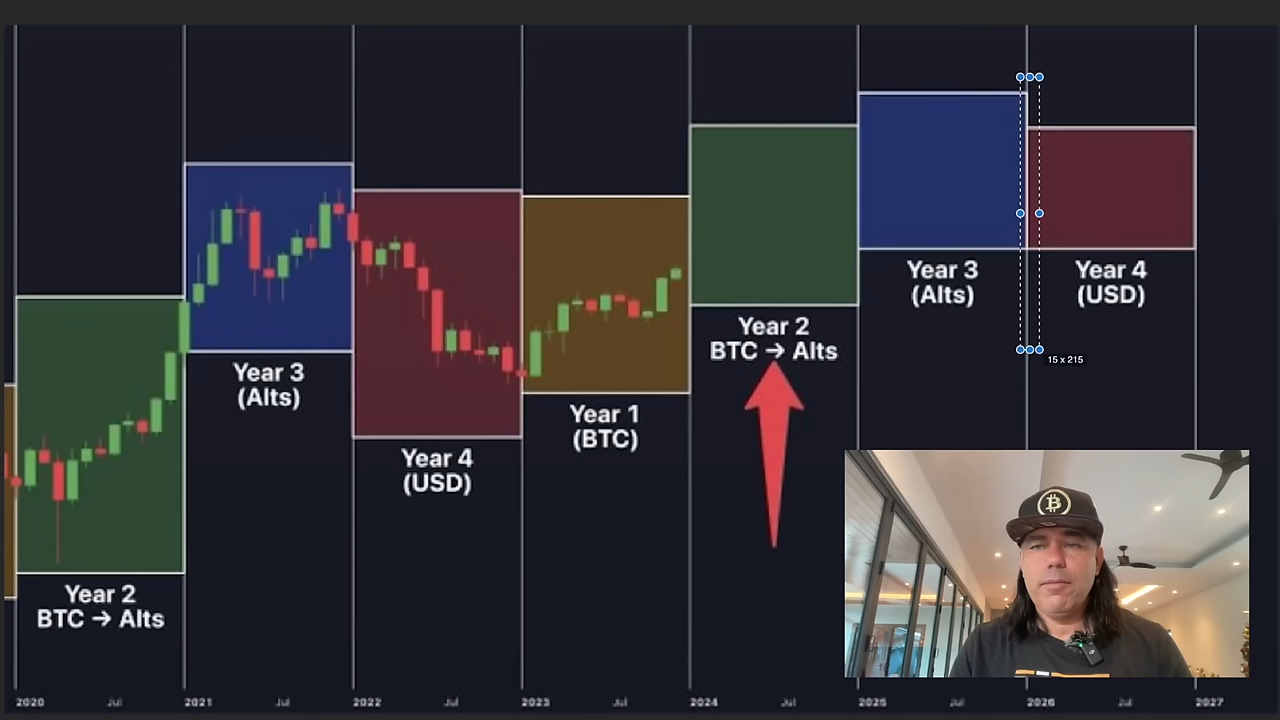 Year 3
(Alts)
Year 4
(USD)
Year 2
BTC → Alts
15 x 215
Year 3
(Alts)
Year 1
(BTC)
Year 4
(USD)
Year 2
BTC → Alts
2020 Jul 2021 Jul 2022 Jul 2023 Jul 2024 Jul 2025 Jul 2026 Jul 2027